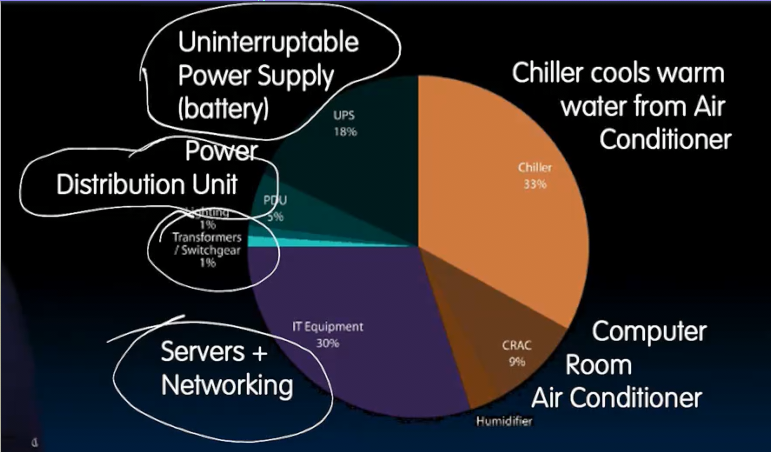 Uninterruptable
Power Supply
(battery)
Power
Distribution Unit
UPS
18%
PDU
5%
Lighting
1%
Transformers
/ Switchgear
1%
IT Equipment
30%
Servers +
Networking
Chiller cools warm
water from Air
Conditioner
Chiller
33%
CRAC
9%
Computer
Room
Air Conditioner
Humidifier